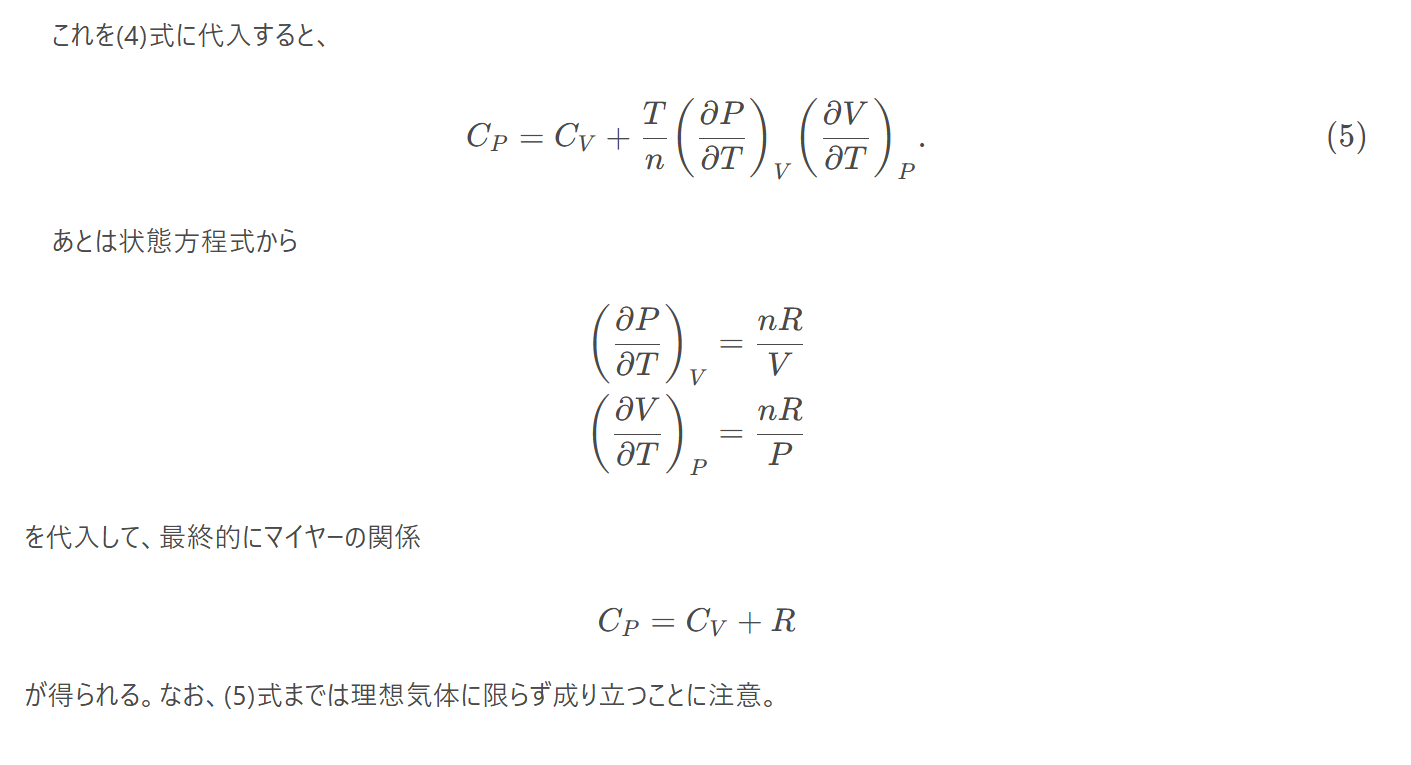 これを(4)式に代入すると、
C_P = C_V + \frac{T}{n} \left( \frac{\partial P}{\partial T} \right)_V \left( \frac{\partial V}{\partial T} \right)_P. (5)
あとは状態方程式から
\left( \frac{\partial P}{\partial T} \right)_V = \frac{nR}{V}
\left( \frac{\partial V}{\partial T} \right)_P = \frac{nR}{P}
を代入して、最終的にマイヤーの関係
C_P = C_V + R
が得られる。なお、(5)式までは理想気体に限らず成り立つことに注意。